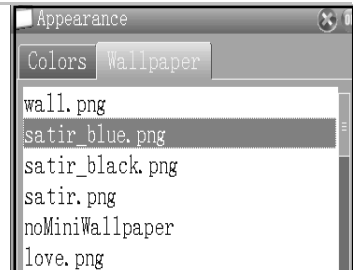 Appearance
Colors Wallpaper
wall.png
satir_blue.png
satir_black.png
satir.png
noMiniWallpaper
love.png